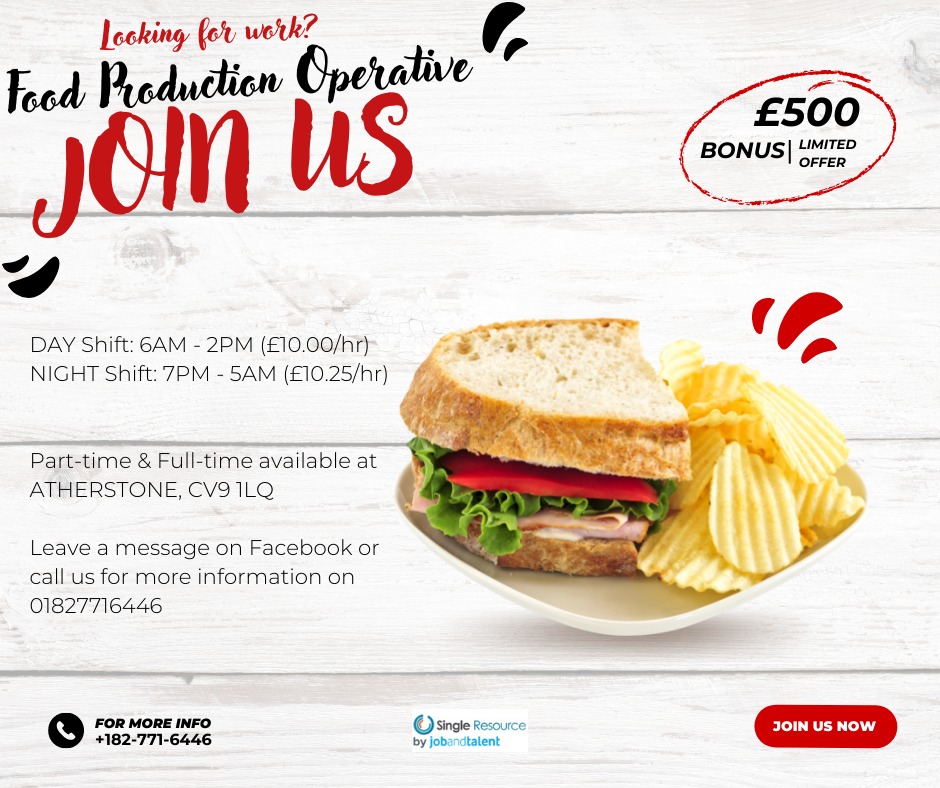 Looking for work?
Food Production Operative
JOIN US
£500
BONUS| LIMITED
OFFER
DAY Shift: 6AM - 2PM (£10.00/hr)
NIGHT Shift: 7PM - 5AM (£10.25/hr)
Part-time & Full-time available at
ATHERSTONE, CV9 1LQ
Leave a message on Facebook or
call us for more information on
01827716446
FOR MORE INFO
+182-771-6446
Single Resource
by jobandtalent
JOIN US NOW